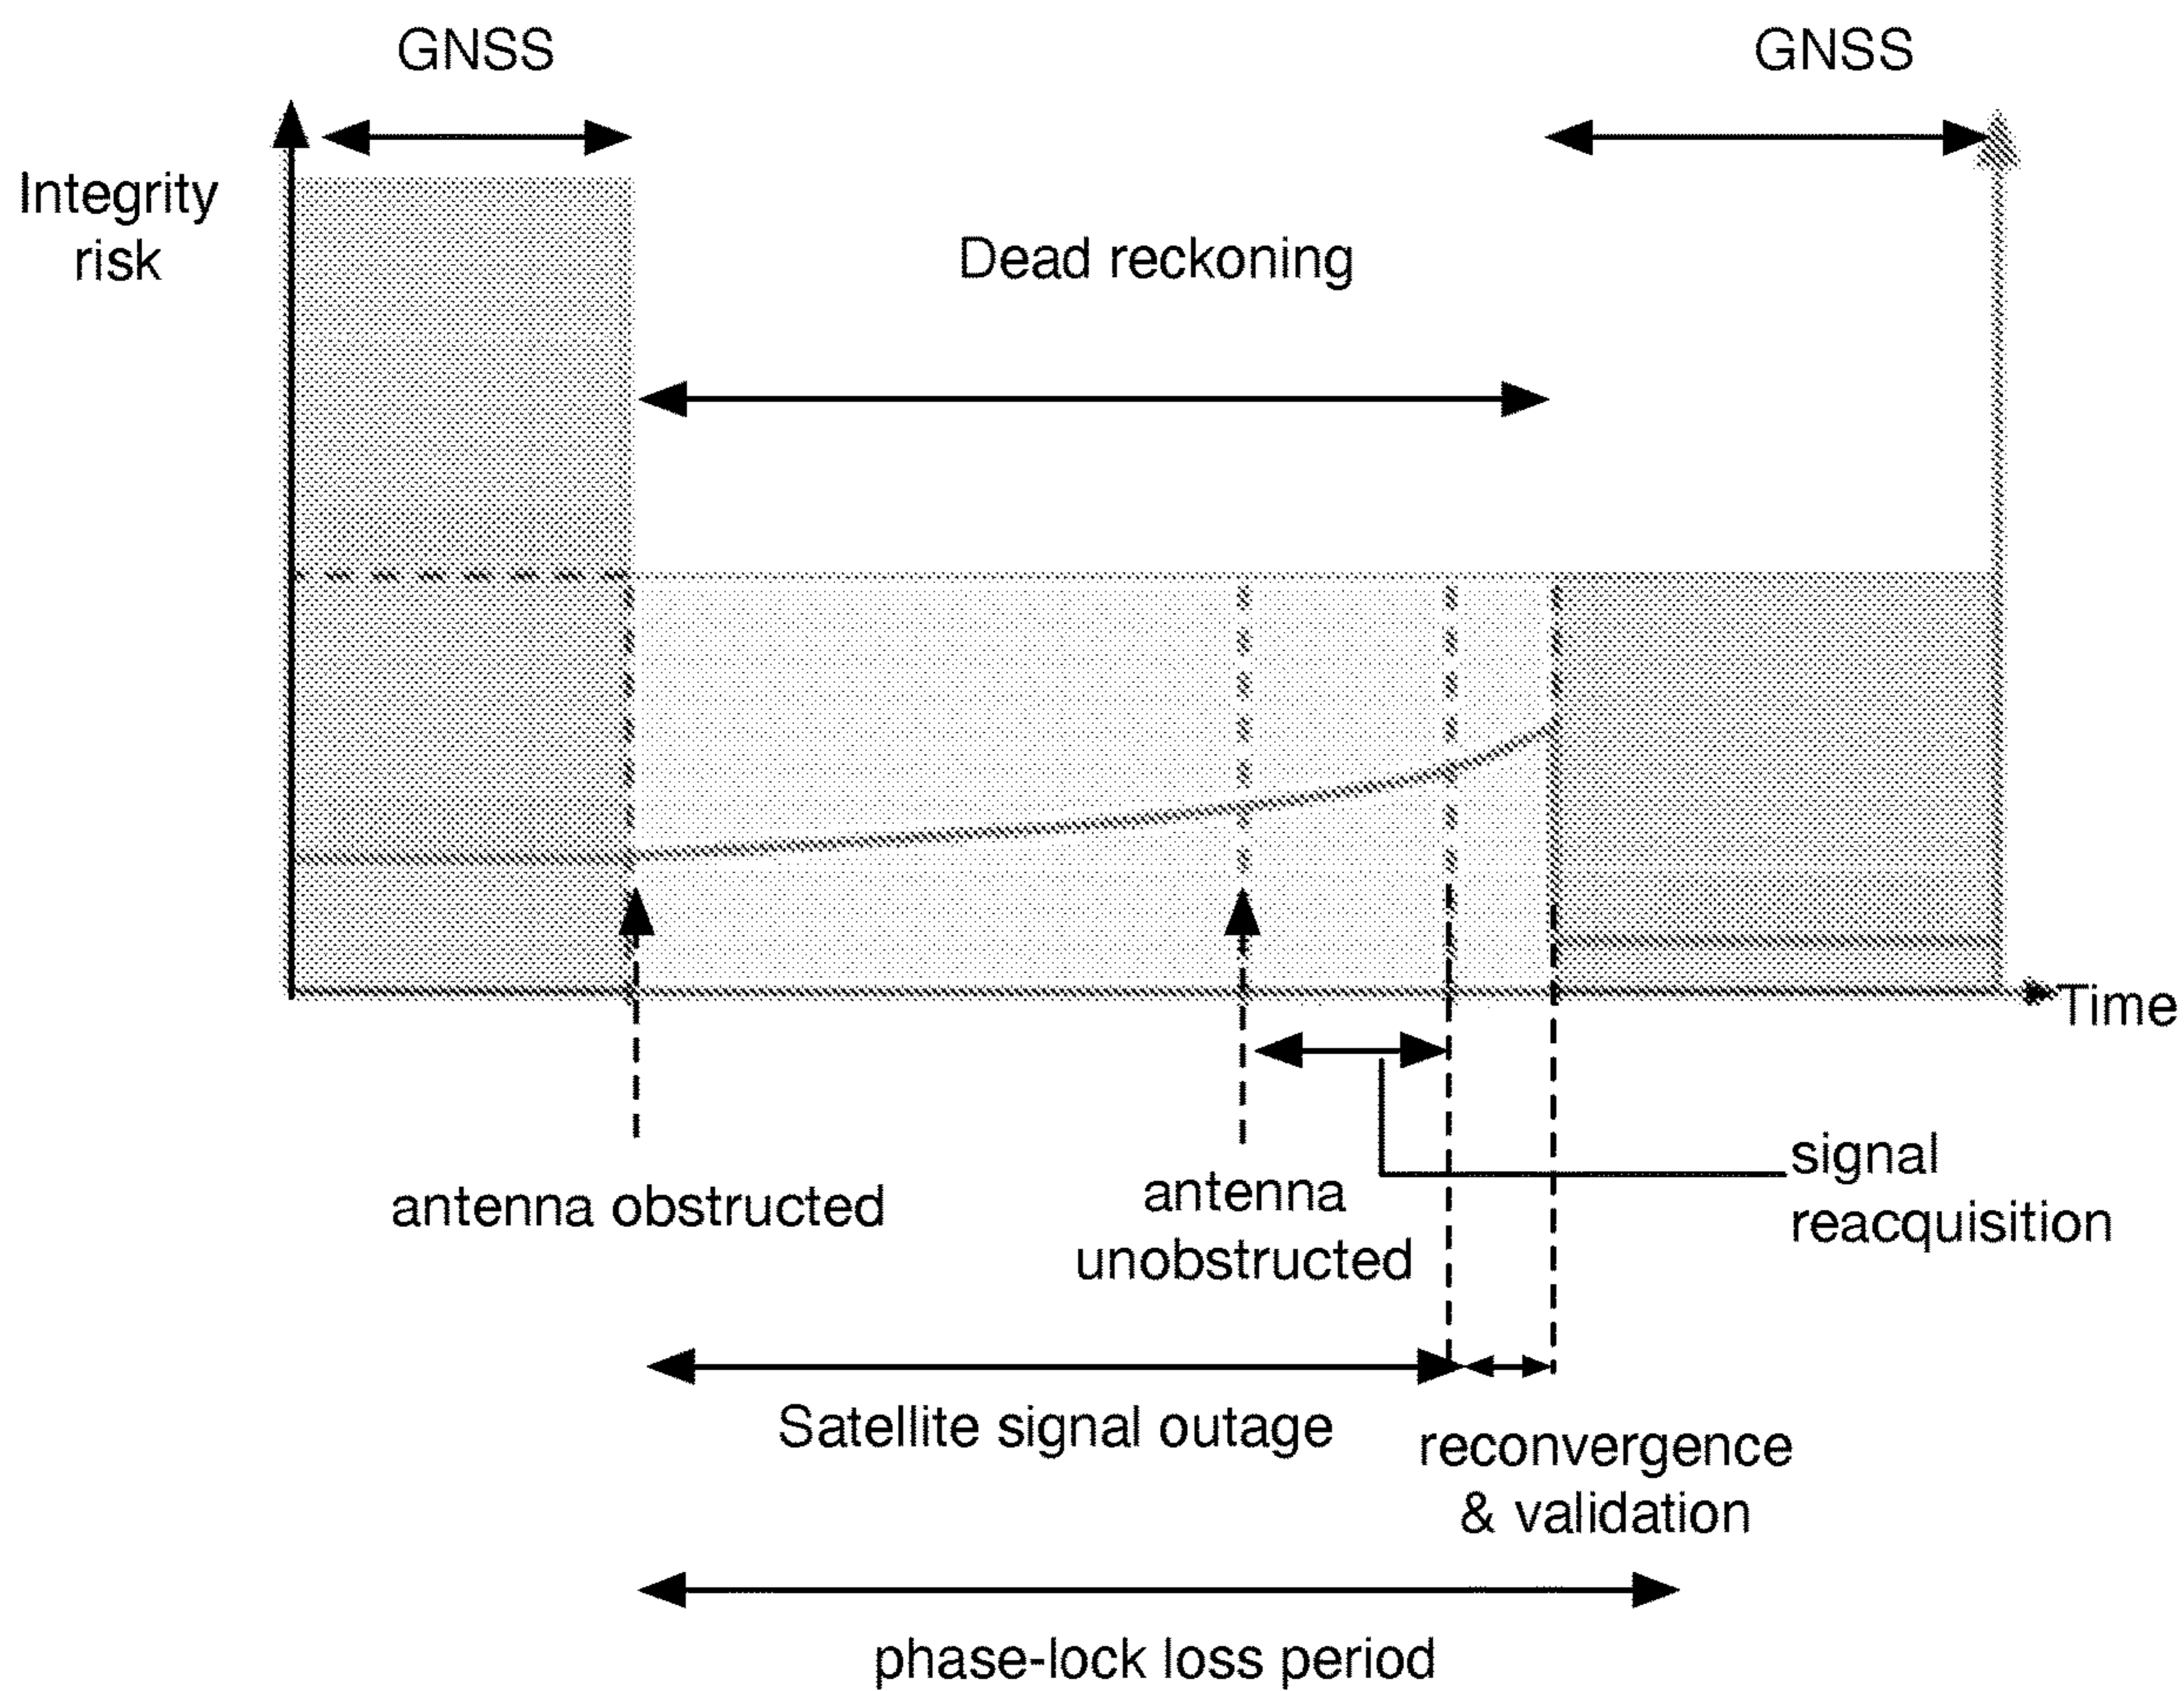 GNSS
GNSS
Integrity
risk
Dead reckoning
Time
antenna obstructed
antenna
unobstructed
signal
reacquisition
Satellite signal outage
reconvergence
& validation
phase-lock loss period